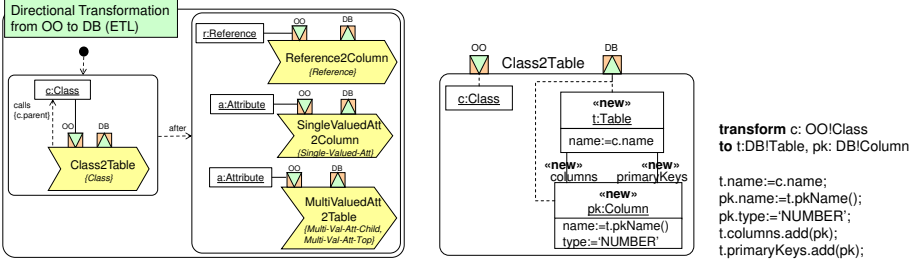 Directional Transformation
from OO to DB (ETL)
c:Class
calls
{c.parent}
OO
DB
Class2Table
{Class}
after
r:Reference
OO
DB
Reference2Column
{Reference}
a:Attribute
OO
DB
SingleValuedAtt
2Column
{Single-Valued-Att}
a:Attribute
OO
DB
MultiValuedAtt
2Table
{Multi-Val-Att-Child,
Multi-Val-Att-Top}
OO
DB
Class2Table
c:Class
«new»
t:Table
name:=c.name
«new»
columns
«new»
primaryKeys
«new»
pk:Column
name:=t.pkName()
type:='NUMBER'
transform c: OO!Class
to t:DB!Table, pk: DB!Column
t.name:=c.name;
pk.name:=t.pkName();
pk.type:='NUMBER';
t.columns.add(pk);
t.primaryKeys.add(pk);